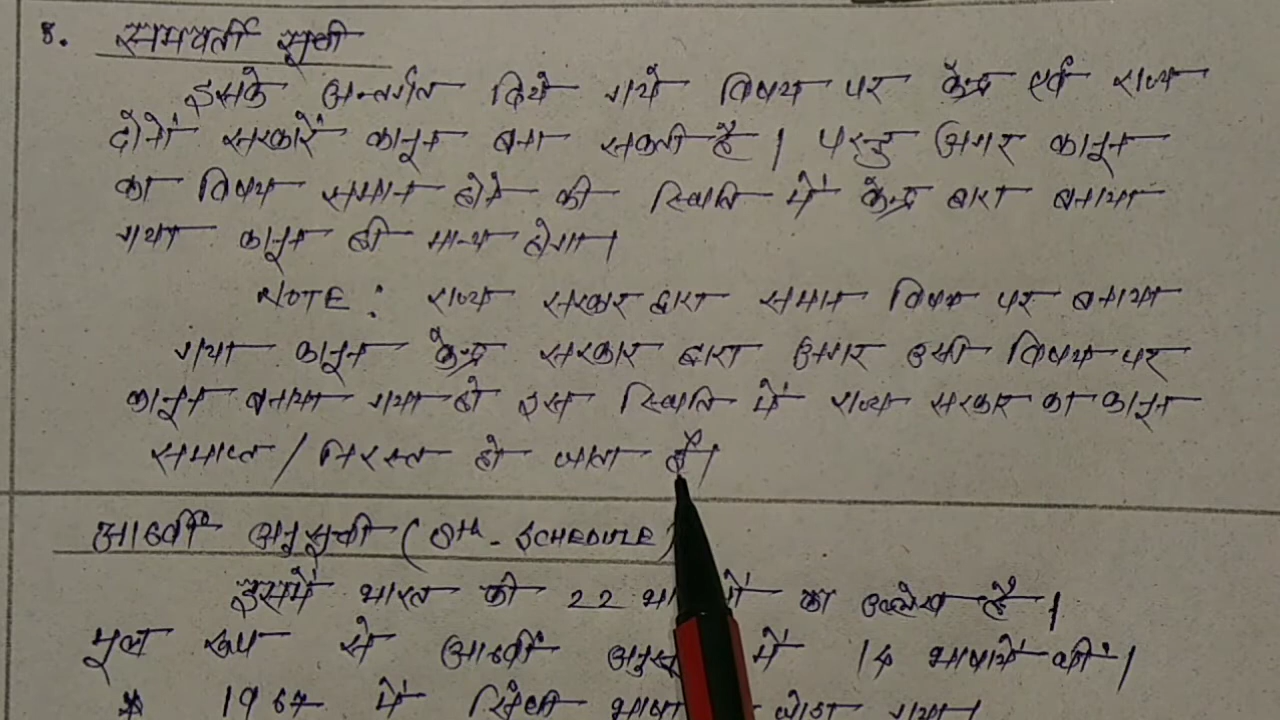 8. समवर्ती सूची
इसके अन्तर्गत दिये गये विषय पर केन्द्र एवं राज्य
दोनों सरकारें कानून बना सकती है। परन्तु अगर कानून
का विषय समान होने की स्थिति में केन्द्र द्वारा बनाया
गया कानून ही मान्य होगा।
NOTE: राज्य सरकार द्वारा समान विषय पर बनाया
गया कानून केन्द्र सरकार द्वारा अगर उसी विषय पर
कानून बनाया गया हो इस स्थिति में राज्य सरकार का कानून
समाप्त / निरस्त हो जाता है।
आठवीं अनुसूची (8th - SCHEDULE)
इसमें भारत की 22 का उल्लेख है।
मूल रूप से आठवीं में 14 भाषायें थीं।
* 1967 में सिंधी जोड़ा गया।